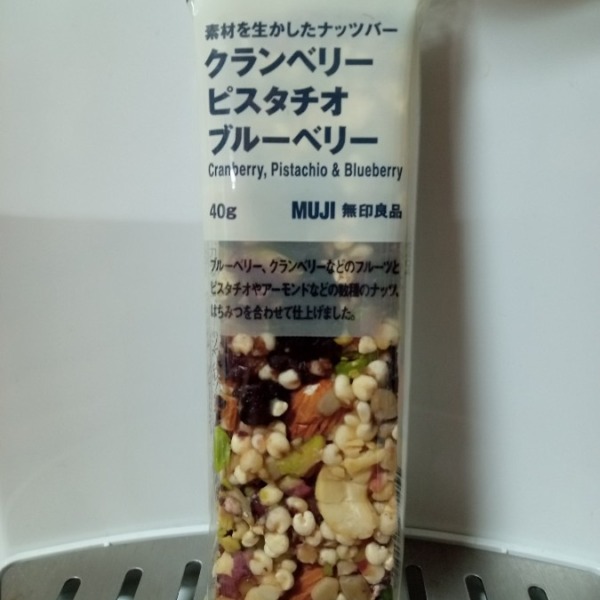 素材を生かしたナッツバー
クランベリー
ピスタチオ
ブルーベリー
Cranberry, Pistachio & Blueberry
40g MUJI 無印良品
ブルーベリー、クランベリーなどのフルーツと
ピスタチオやアーモンドなどの数種のナッツ、
はちみつを合わせて仕上げました。